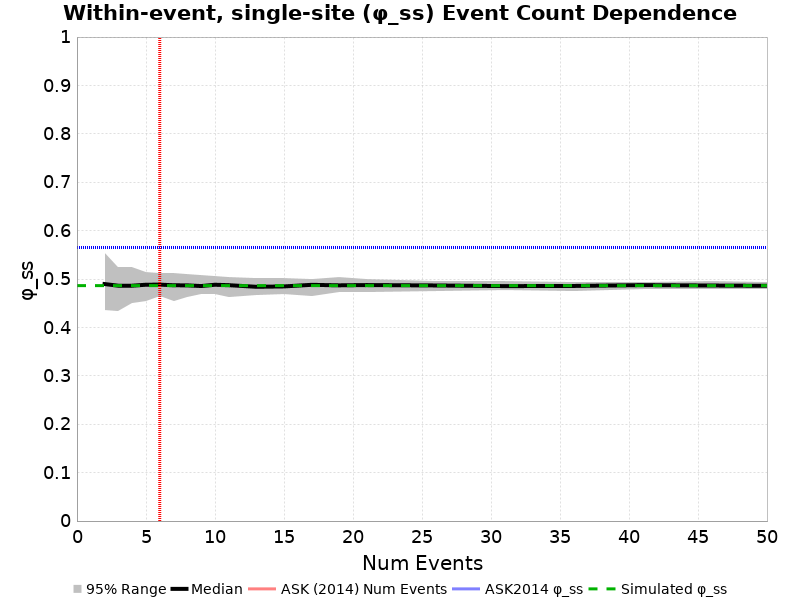 Within-event, single-site (φ_ss) Event Count Dependence
1
0.9
0.8
0.7
0.6
0.5
0.4
0.3
0.2
0.1
0
φ_ss
0 5 10 15 20 25 30 35 40 45 50
Num Events
95% Range Median ASK (2014) Num Events ASK2014 φ_ss Simulated φ_ss